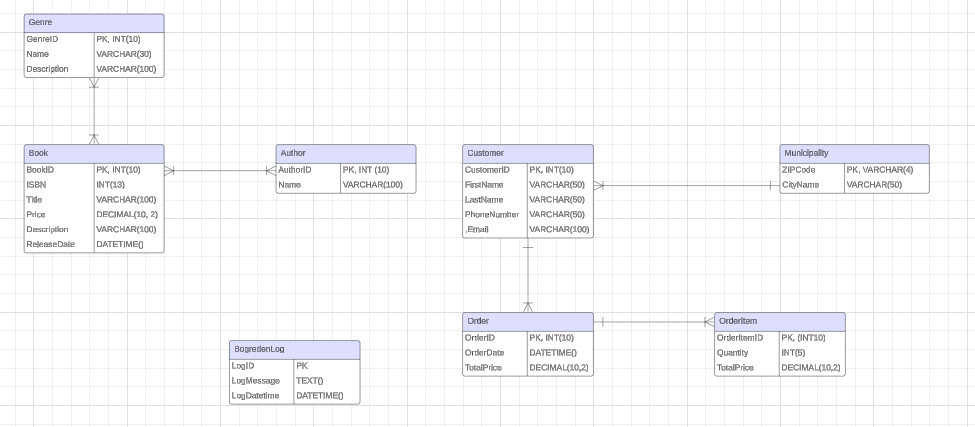 Genre
GenreID PK, INT(10)
Name VARCHAR(30)
Description VARCHAR(100)
Book
BookID PK, INT(10)
ISBN INT(13)
Title VARCHAR(100)
Price DECIMAL(10, 2)
Description VARCHAR(100)
ReleaseDate DATETIME()
Author
AuthorID PK, INT (10)
Name VARCHAR(100)
Customer
CustomerID PK, INT(10)
FirstName VARCHAR(50)
LastName VARCHAR(50)
PhoneNumber VARCHAR(50)
,Email VARCHAR(100)
Municipality
ZIPCode PK, VARCHAR(4)
CityName VARCHAR(50)
BogredenLog
LogID PK
LogMessage TEXT()
LogDatetime DATETIME()
Order
OrderID PK, INT(10)
OrderDate DATETIME()
TotalPrice DECIMAL(10,2)
OrderItem
OrderItemID PK, (INT10)
Quantity INT(5)
TotalPrice DECIMAL(10,2)